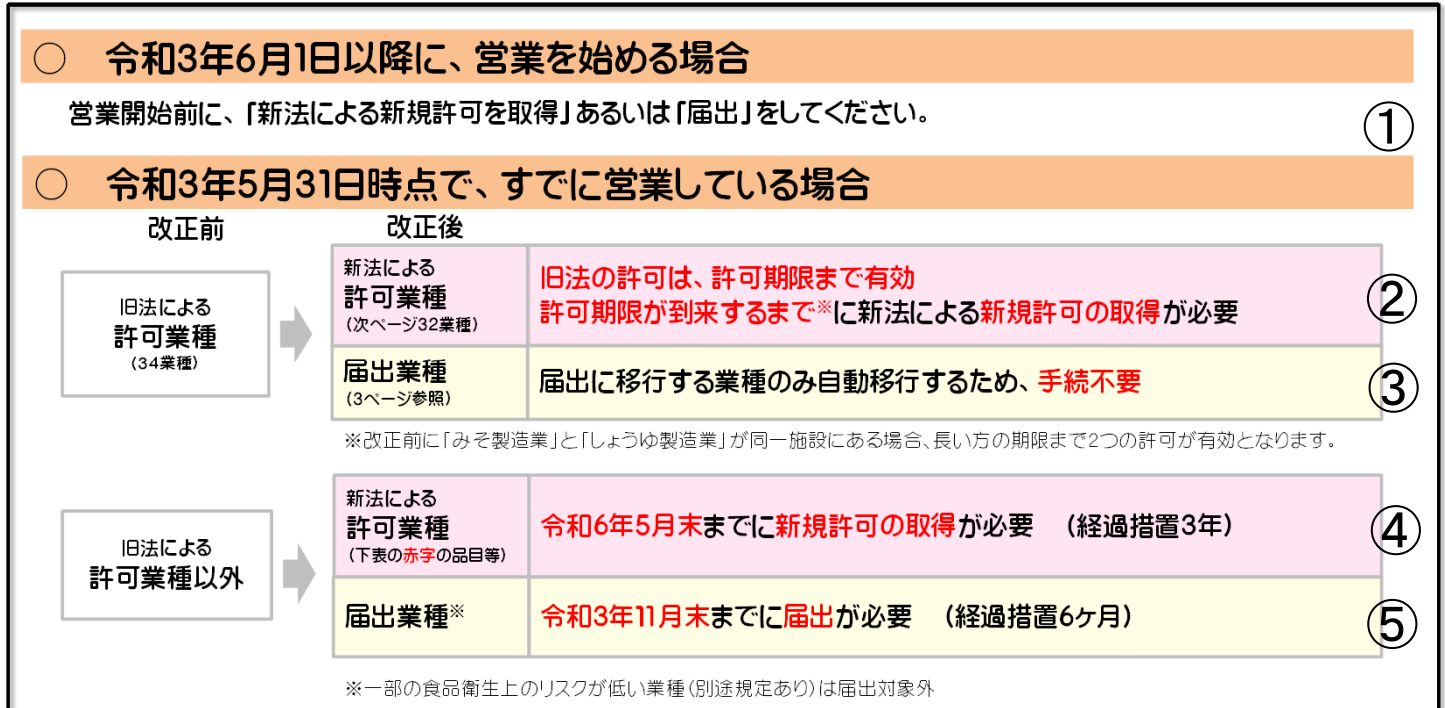 ○ 令和3年6月1日以降に、営業を始める場合
営業開始前に、「新法による新規許可を取得」あるいは「届出」をしてください。
①
○ 令和3年5月31日時点で、すでに営業している場合
改正前
改正後
旧法による
許可業種
(34業種)
新法による
許可業種
(次ページ32業種)
旧法の許可は、許可期限まで有効
許可期限が到来するまで※に新法による新規許可の取得が必要
②
届出業種
(3ページ参照)
届出に移行する業種のみ自動移行するため、手続不要
③
※改正前に「みそ製造業」と「しょうゆ製造業」が同一施設にある場合、長い方の期限まで2つの許可が有効となります。
旧法による
許可業種以外
新法による
許可業種
(下表の赤字の品目等)
令和6年5月末までに新規許可の取得が必要 (経過措置3年)
④
届出業種※
令和3年11月末までに届出が必要 (経過措置6ヶ月)
⑤
※一部の食品衛生上のリスクが低い業種(別途規定あり)は届出対象外